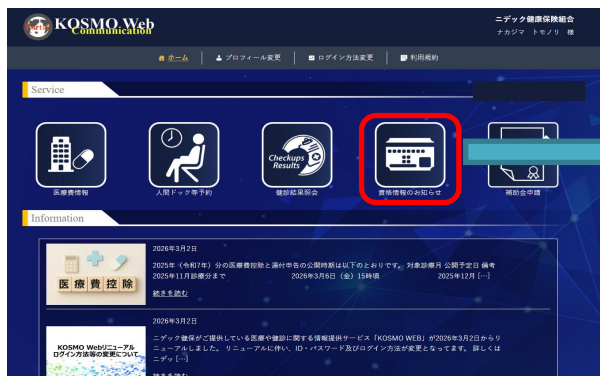 KOSMO Web
Communication
ニデック健康保険組合
ナカジマ トモノリ 様
ホーム
プロフィール変更
ログイン方法変更
利用規約
Service
Checkups
Results
医療費情報
人間ドック等予約
健診結果照会
資格情報のお知らせ
補助金申請
Information
2026年3月2日
2025年（令和7年）分の医療費控除と還付申告の公開時期は以下のとおりです。 対象診療月 公開予定日 備考
2025年11月診療分まで 2026年3月6日（金）15時頃 2025年12月 […]
続きを読む
医療費控除
2026年3月2日
ニデック健保がご提供している医療や健診に関する情報提供サービス「KOSMO WEB」が2026年3月2日からリ
ニューアルしました。 リニューアルに伴い、ID・パスワード及びログイン方法が変更となってます。 詳しくは
ニデッ […]
KOSMO Webリニューアル
ログイン方法等の変更について
続きを読む